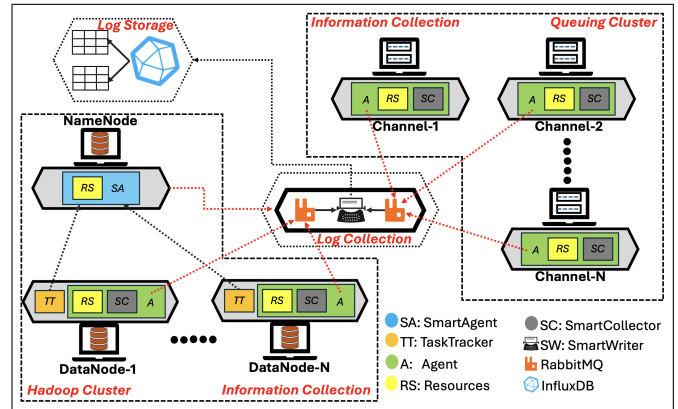 Log Storage
Information Collection
Queuing Cluster
A RS SC
Channel-1
A RS SC
Channel-2
NameNode
RS SA
Log Collection
A RS SC
Channel-N
TT RS SC A
DataNode-1
TT RS SC A
DataNode-N
Hadoop Cluster
Information Collection
SA: SmartAgent
TT: TaskTracker
A: Agent
RS: Resources
SC: SmartCollector
SW: SmartWriter
RabbitMQ
InfluxDB